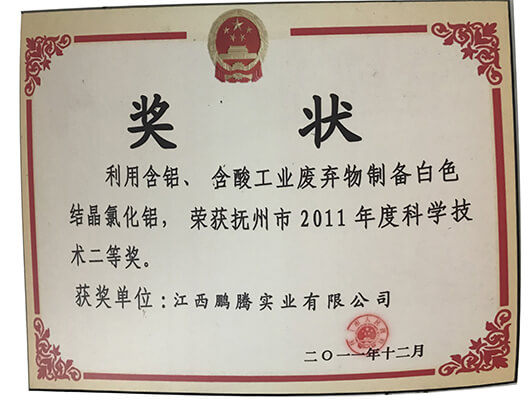 奖 状
利用含铝、含酸工业废弃物制备白色
结晶氯化铝，荣获抚州市2011年度科学技
术二等奖。
获奖单位：江西鹏腾实业有限公司
二〇一一年十二月